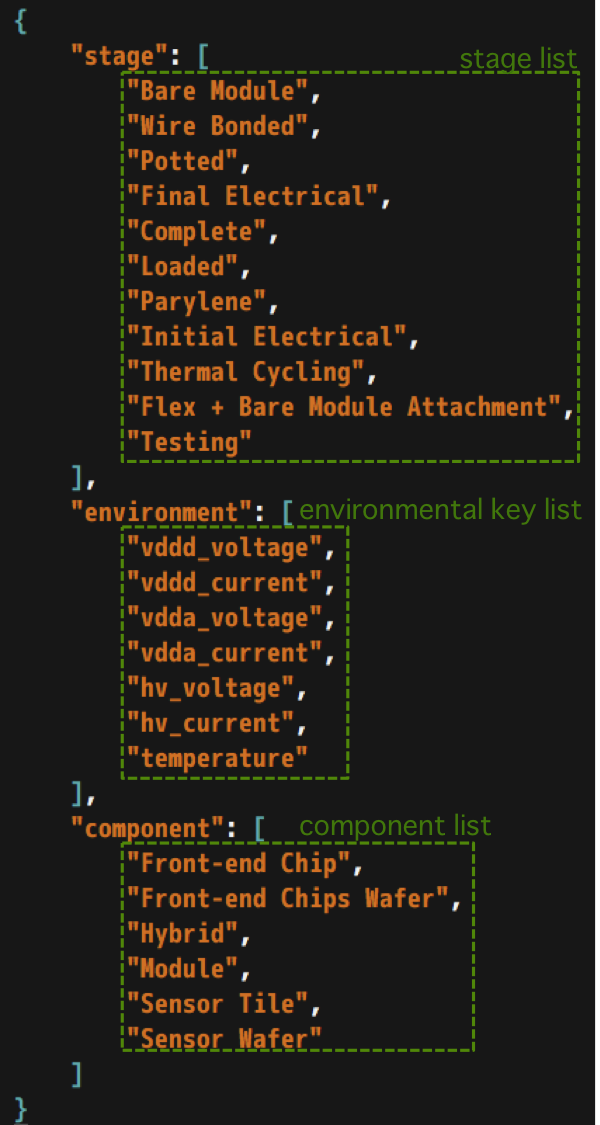 {
"stage": [ stage list
"Bare Module",
"Wire Bonded",
"Potted",
"Final Electrical",
"Complete",
"Loaded",
"Parylene",
"Initial Electrical",
"Thermal Cycling",
"Flex + Bare Module Attachment",
"Testing"
],
"environment": [ environmental key list
"vddd_voltage",
"vddd_current",
"vdda_voltage",
"vdda_current",
"hv_voltage",
"hv_current",
"temperature"
],
"component": [ component list
"Front-end Chip",
"Front-end Chips Wafer",
"Hybrid",
"Module",
"Sensor Tile",
"Sensor Wafer"
]
}